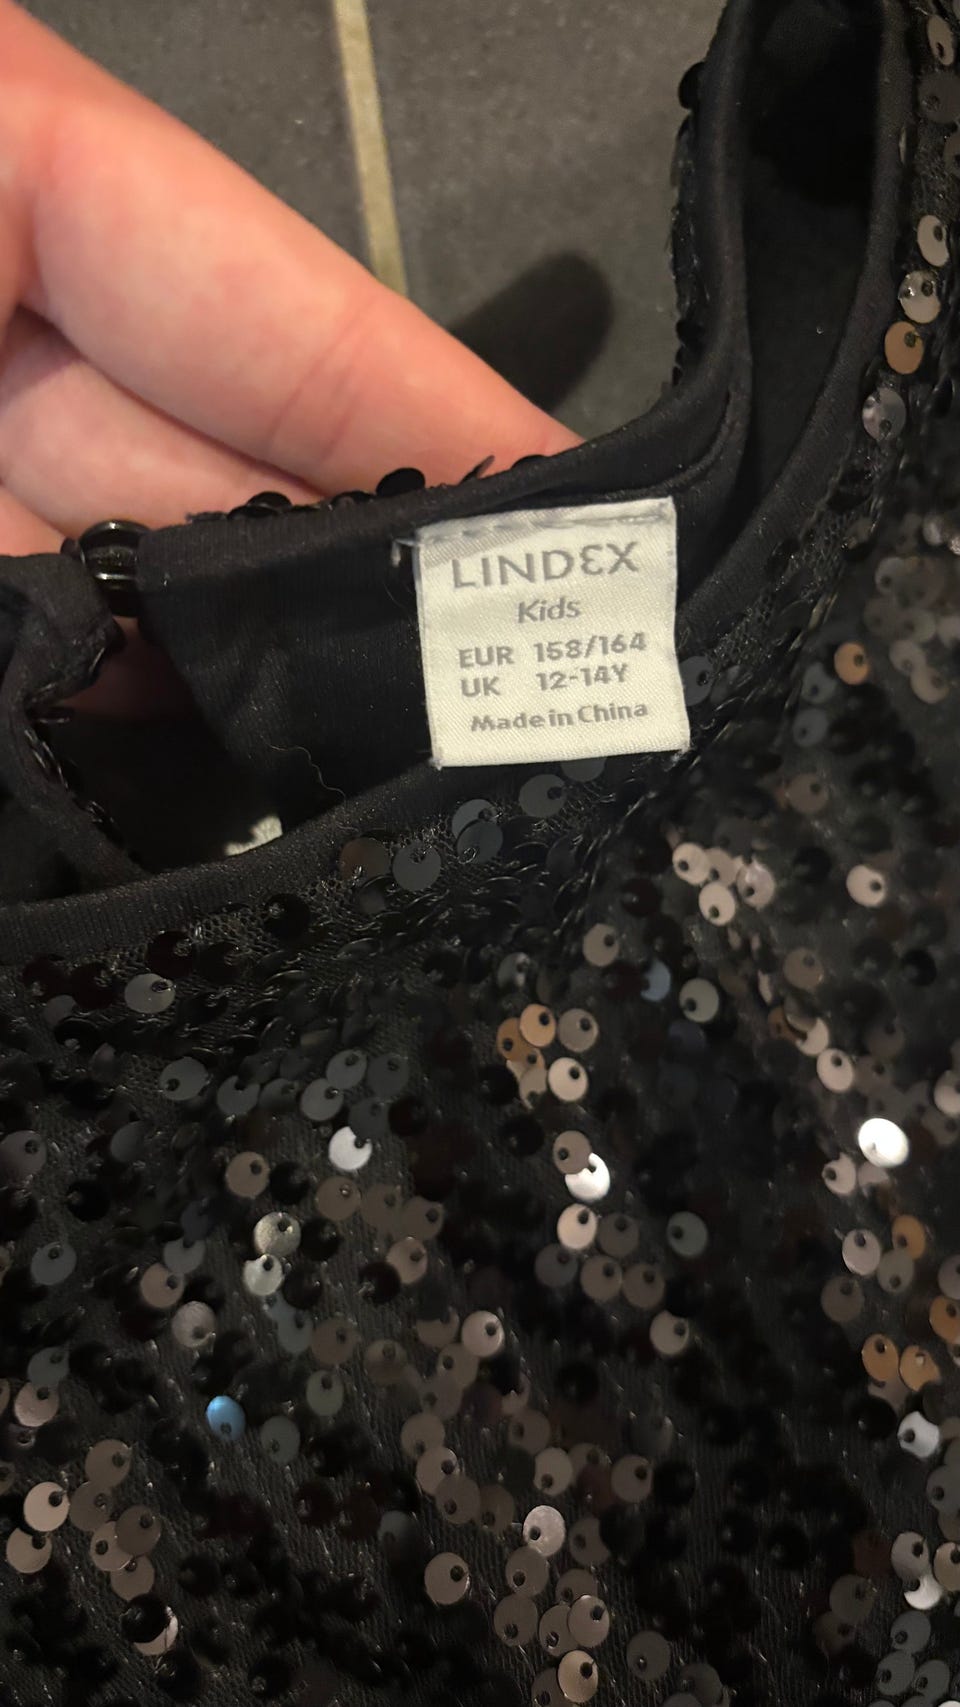 LINDEX
Kids
EUR 158/164
UK 12-14Y
Made in China